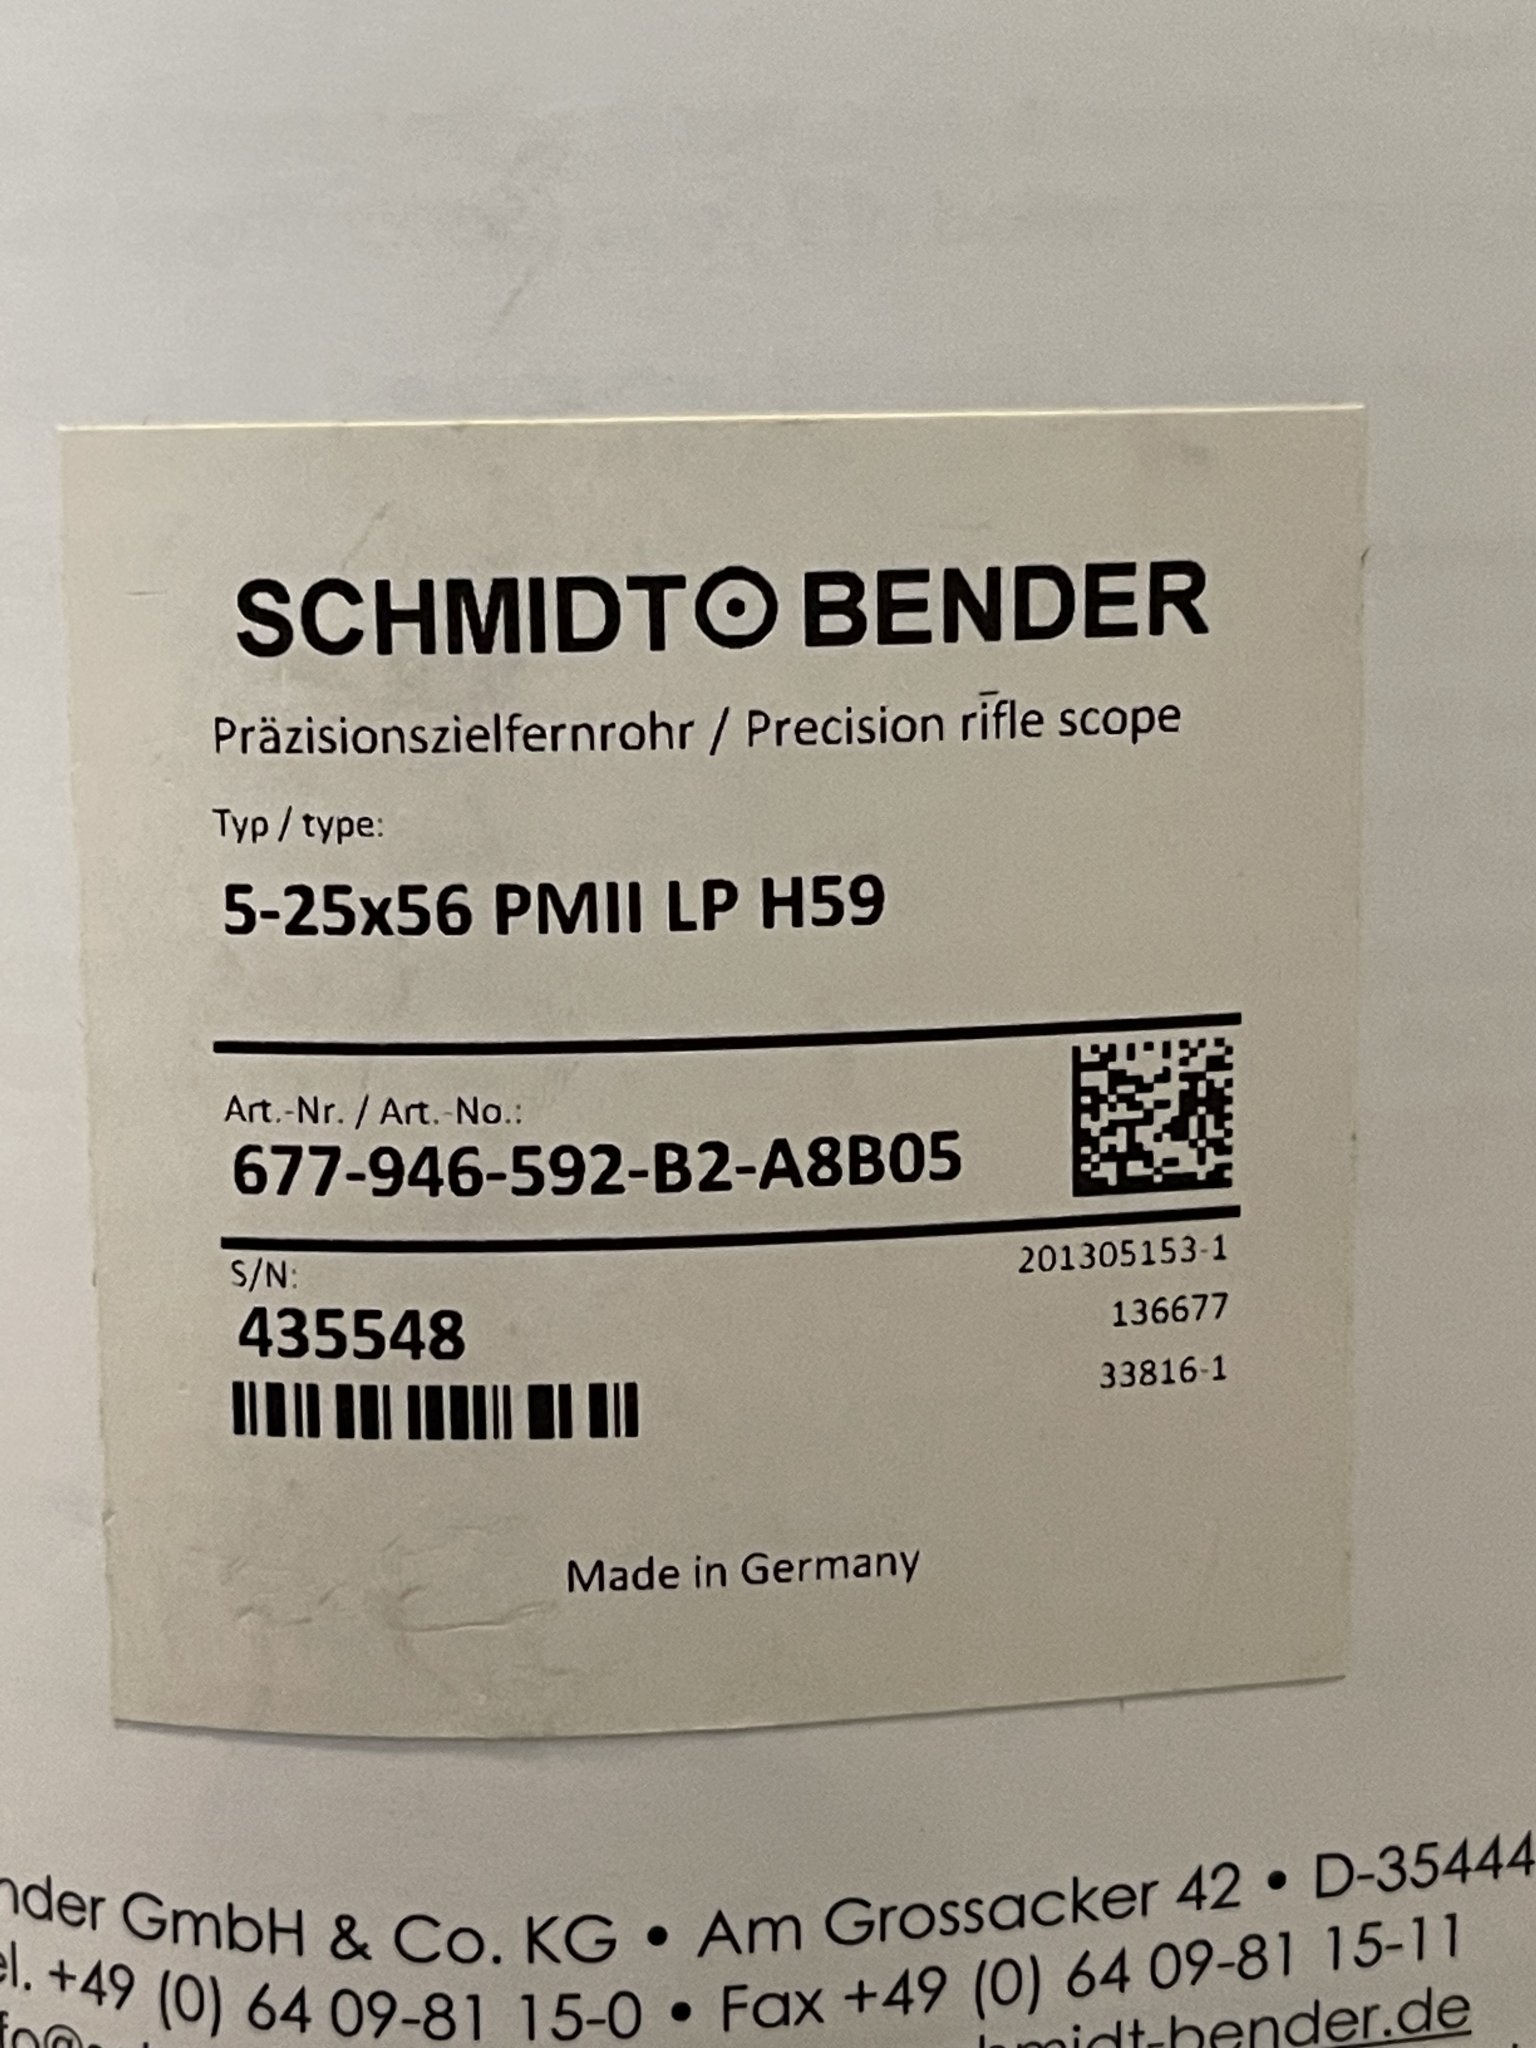 SCHMIDT BENDER
Präzisionszielfernrohr / Precision rifle scope
Typ / type:
5-25x56 PMII LP H59
Art.-Nr. / Art.-No.:
677-946-592-B2-A8B05
S/N:
435548
201305153-1
136677
33816-1
Made in Germany
nder GmbH & Co. KG • Am Grossacker 42 • D-35444
el. +49 (0) 64 09-81 15-0 • Fax +49 (0) 64 09-81 15-11
fo@ hmidt-bender.de